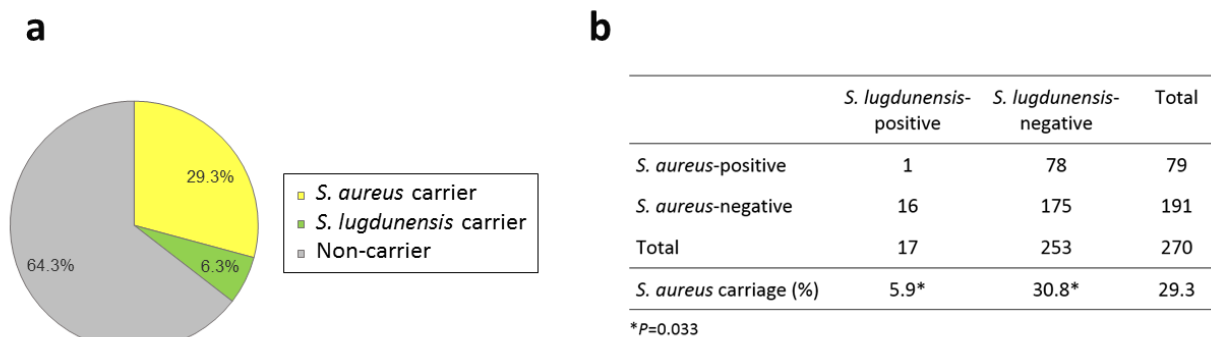 a
29.3%
6.3%
64.3%
S. aureus carrier
S. lugdunensis carrier
Non-carrier
b
S. lugdunensis- S. lugdunensis- Total
positive negative
S. aureus-positive 1 78 79
S. aureus-negative 16 175 191
Total 17 253 270
S. aureus carriage (%) 5.9* 30.8* 29.3
*P=0.033